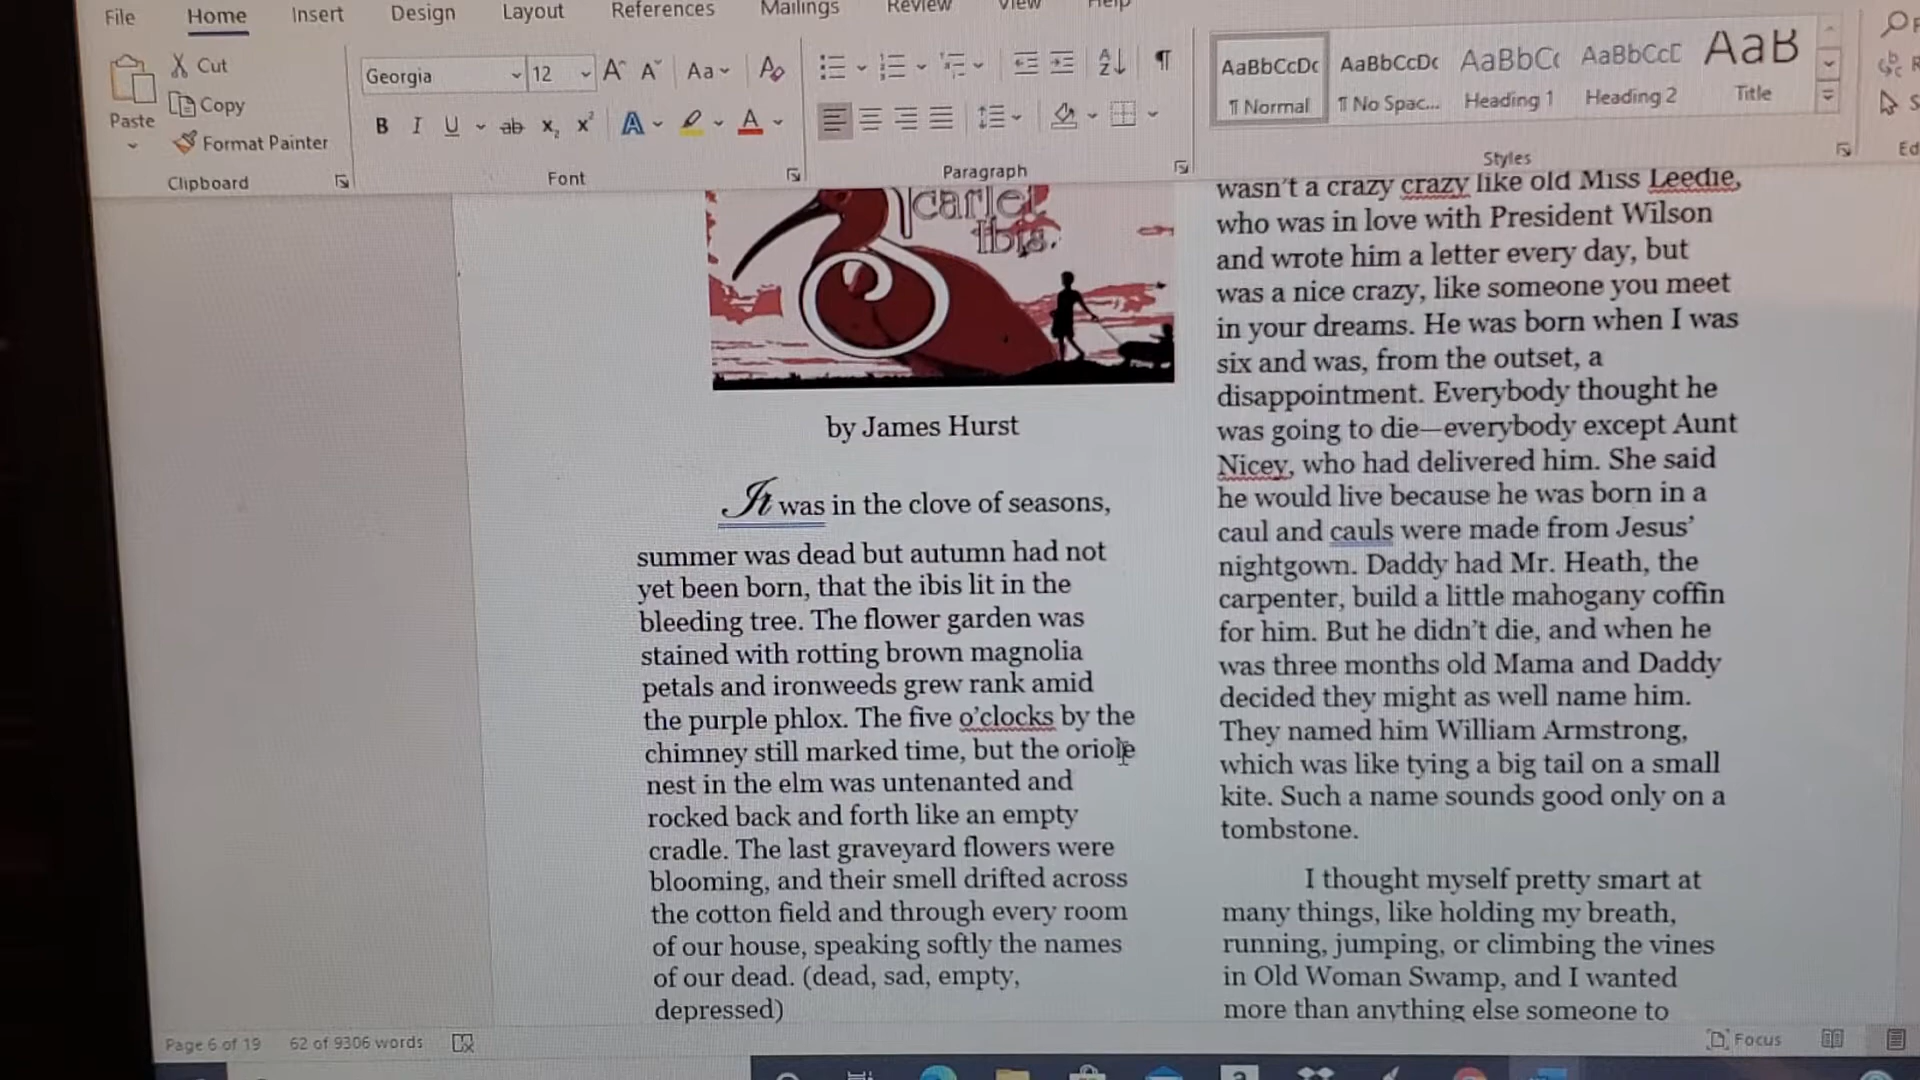 File Home Insert Design Layout References Mailings Review View Help
Paste
Cut
Copy
Format Painter
Clipboard
Georgia 12
Aa
B I U ab x₂ x² A A
Font
Paragraph
AaBbCcDc AaBbCcDc AaBbC AaBbCcD AaB
¶ Normal ¶ No Spac... Heading 1 Heading 2 Title
Styles
Ed
Scarlet
Ibis.
by James Hurst
It was in the clove of seasons,
summer was dead but autumn had not
yet been born, that the ibis lit in the
bleeding tree. The flower garden was
stained with rotting brown magnolia
petals and ironweeds grew rank amid
the purple phlox. The five o’clocks by the
chimney still marked time, but the oriole
nest in the elm was untenanted and
rocked back and forth like an empty
cradle. The last graveyard flowers were
blooming, and their smell drifted across
the cotton field and through every room
of our house, speaking softly the names
of our dead. (dead, sad, empty,
depressed)
wasn’t a crazy crazy like old Miss Leedie,
who was in love with President Wilson
and wrote him a letter every day, but
was a nice crazy, like someone you meet
in your dreams. He was born when I was
six and was, from the outset, a
disappointment. Everybody thought he
was going to die—everybody except Aunt
Nicey, who had delivered him. She said
he would live because he was born in a
caul and cauls were made from Jesus’
nightgown. Daddy had Mr. Heath, the
carpenter, build a little mahogany coffin
for him. But he didn’t die, and when he
was three months old Mama and Daddy
decided they might as well name him.
They named him William Armstrong,
which was like tying a big tail on a small
kite. Such a name sounds good only on a
tombstone.
I thought myself pretty smart at
many things, like holding my breath,
running, jumping, or climbing the vines
in Old Woman Swamp, and I wanted
more than anything else someone to
Page 6 of 19 62 of 9306 words
Focus